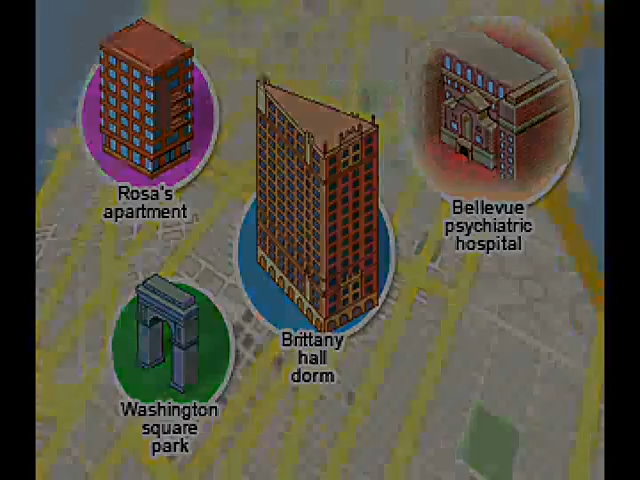 Rosa's
apartment
Bellevue
psychiatric
hospital
Brittany
hall
dorm
Washington
square
park